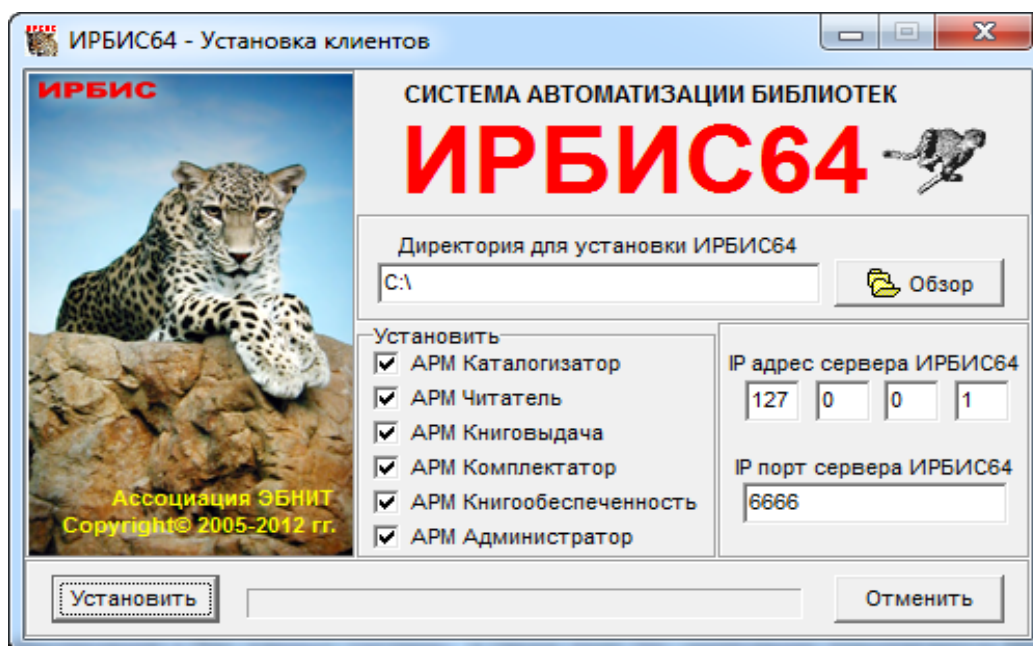 ИРБИС64 - Установка клиентов
ИРБИС
СИСТЕМА АВТОМАТИЗАЦИИ БИБЛИОТЕК
ИРБИС64
Директория для установки ИРБИС64
C:\
Обзор
Установить
АРМ Каталогизатор
АРМ Читатель
АРМ Книговыдача
АРМ Комплектатор
АРМ Книгообеспеченность
АРМ Администратор
IP адрес сервера ИРБИС64
127 0 0 1
IP порт сервера ИРБИС64
6666
Ассоциация ЭБНИТ
Copyright© 2005-2012 гг.
Установить
Отменить